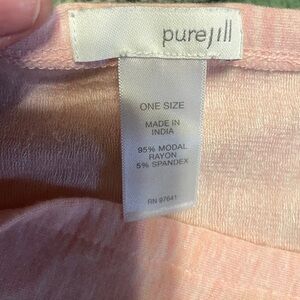 purejill
ONE SIZE
MADE IN
INDIA
95% MODAL
RAYON
5% SPANDEX
RN 97641